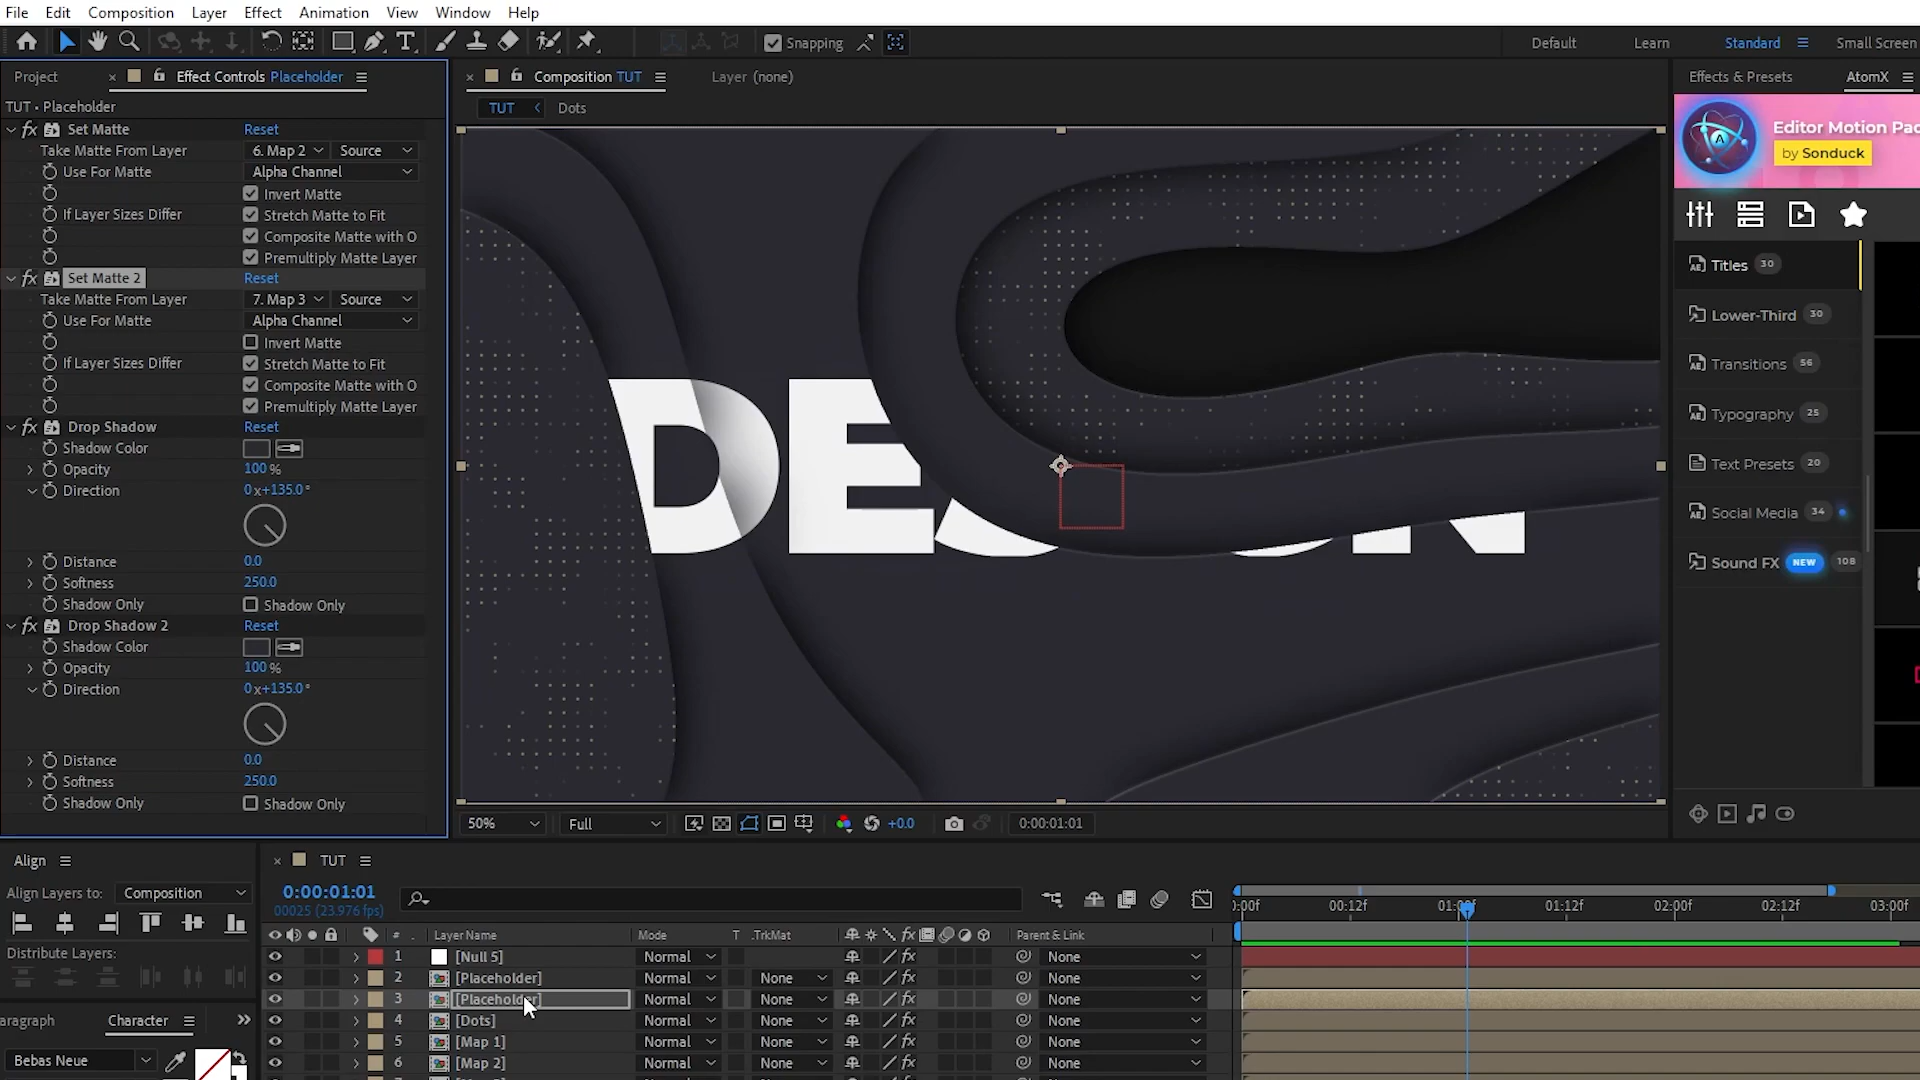 File Edit Composition Layer Effect Animation View Window Help
Snapping Default Learn Standard Small Screen
Project Effect Controls Placeholder
TUT • Placeholder
Set Matte Reset
Take Matte From Layer 6. Map 2 Source
Use For Matte Alpha Channel
Invert Matte
If Layer Sizes Differ Stretch Matte to Fit
Composite Matte with O
Premultiply Matte Layer
Set Matte 2 Reset
Take Matte From Layer 7. Map 3 Source
Use For Matte Alpha Channel
Invert Matte
If Layer Sizes Differ Stretch Matte to Fit
Composite Matte with O
Premultiply Matte Layer
Drop Shadow Reset
Shadow Color
Opacity 100 %
Direction 0 x+135.0°
Distance 0.0
Softness 250.0
Shadow Only Shadow Only
Drop Shadow 2 Reset
Shadow Color
Opacity 100 %
Direction 0 x+135.0°
Distance 0.0
Softness 250.0
Shadow Only Shadow Only
Composition TUT Layer (none)
TUT Dots
DESIGN
50% Full +0.0 0:00:01:01
Effects & Presets AtomX
Editor Motion Pac
by Sonduck
Titles 30
Lower-Third 30
Transitions 56
Typography 25
Text Presets 20
Social Media 34
Sound FX NEW 108
Align
Align Layers to: Composition
Distribute Layers:
aragraph Character
Bebas Neue
TUT
0:00:01:01
00025 (23.976 fps)
# Layer Name Mode T .TrkMat fx Parent & Link
1 [Null 5] Normal fx None
2 [Placeholder] Normal None fx None
3 [Placeholder] Normal None fx None
4 [Dots] Normal None fx None
5 [Map 1] Normal None fx None
6 [Map 2] Normal None fx None
):00f 00:12f 01:00f 01:12f 02:00f 02:12f 03:00f